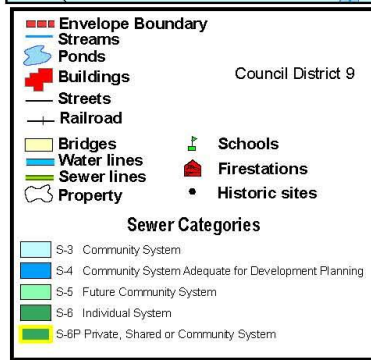 Envelope Boundary
Streams
Ponds
Buildings
Council District 9
Streets
Railroad
Bridges
Schools
Water lines
Firestations
Sewer lines
Property
Historic sites
Sewer Categories
S-3 Community System
S-4 Community System Adequate for Development Planning
S-5 Future Community System
S-6 Individual System
S-6P Private, Shared or Community System